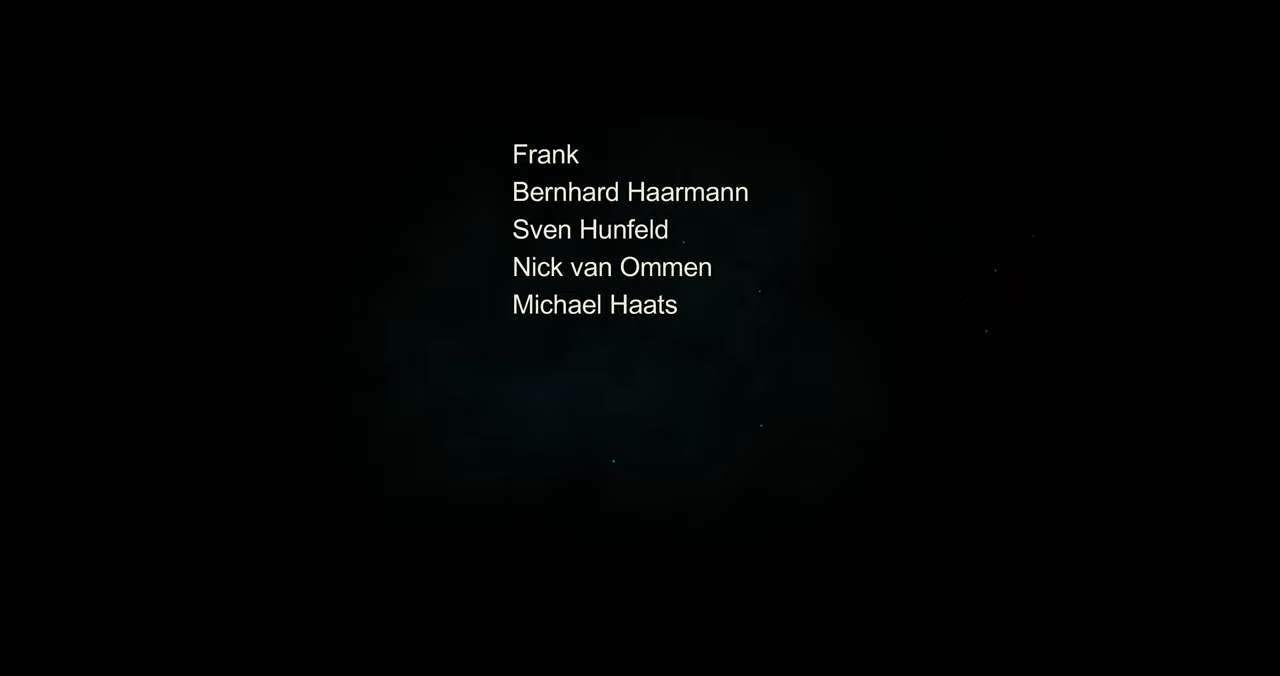 Frank
Bernhard Haarmann
Sven Hunfeld
Nick van Ommen
Michael Haats